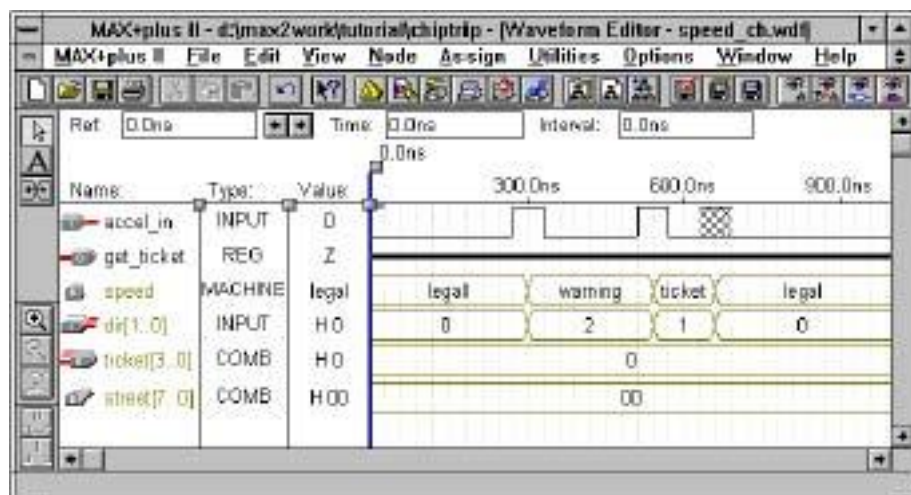 MAX+plus II - d:\max2work\tutorial\chiptrip - [Waveform Editor - speed_ch.wdf]
MAX+plus II File Edit View Node Assign Utilities Options Window Help
Ref: 0.0ns Time: 0.0ns Interval: 0.0ns
0.0ns
Name: Type: Value: 300.0ns 600.0ns 900.0ns
accel_in INPUT 0
get_ticket REG Z
speed MACHINE legal legal warning ticket legal
dir[1..0] INPUT H 0 0 2 1 0
ticket[3..0] COMB H 0 0
street[7..0] COMB H 00 00